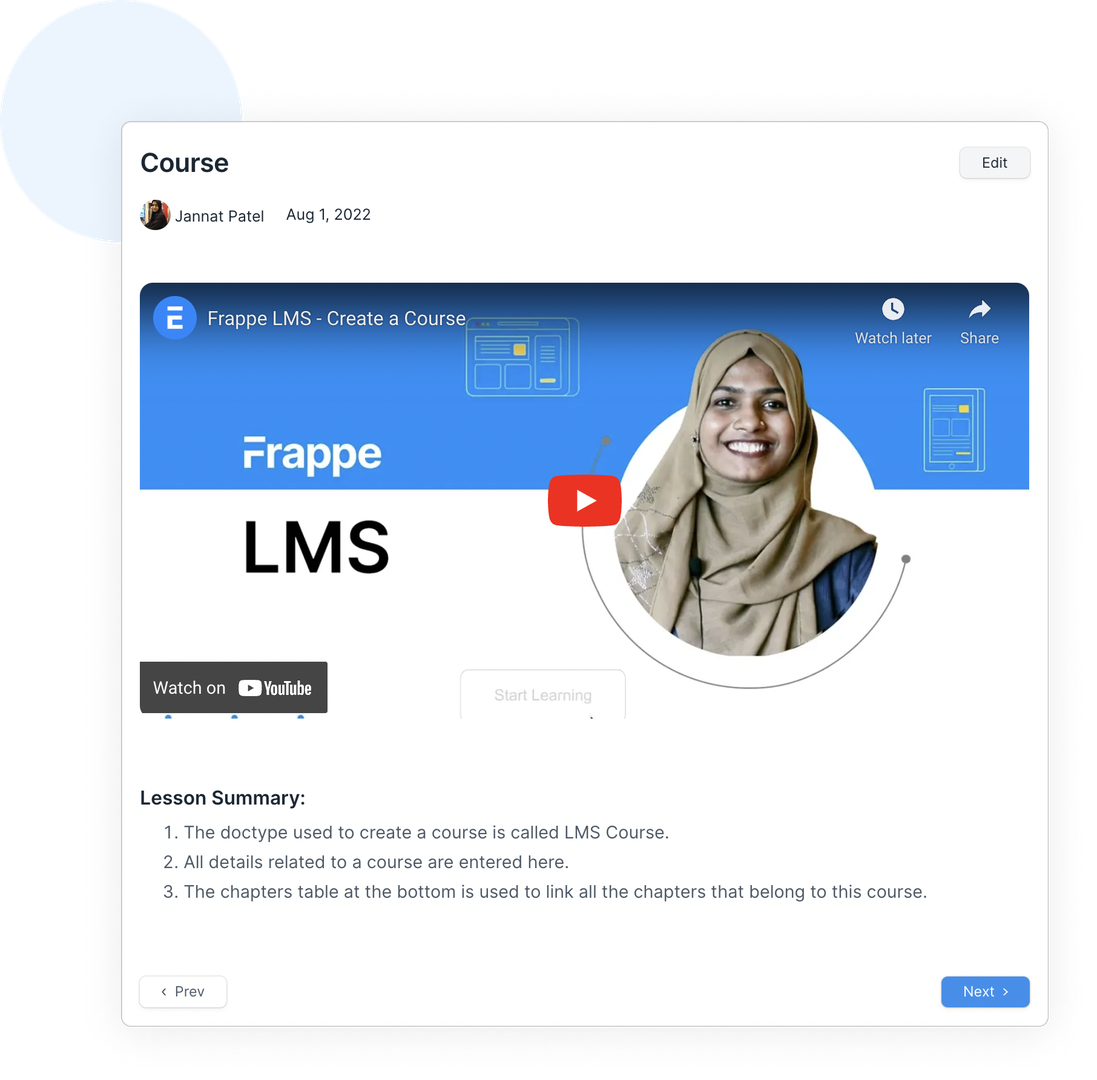 Course
Edit
Jannat Patel
Aug 1, 2022
Frappe LMS - Create a Course
Watch later
Share
Frappe
LMS
Watch on YouTube
Start Learning
Lesson Summary:
1. The doctype used to create a course is called LMS Course.
2. All details related to a course are entered here.
3. The chapters table at the bottom is used to link all the chapters that belong to this course.
‹ Prev
Next ›